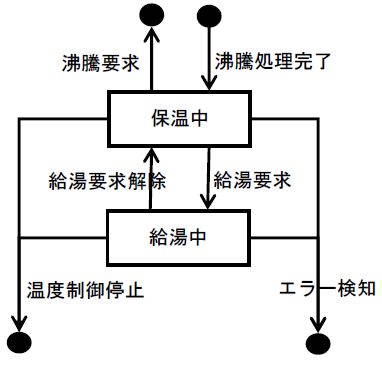 沸騰要求
沸騰処理完了
保温中
給湯要求解除
給湯要求
給湯中
温度制御停止
エラー検知